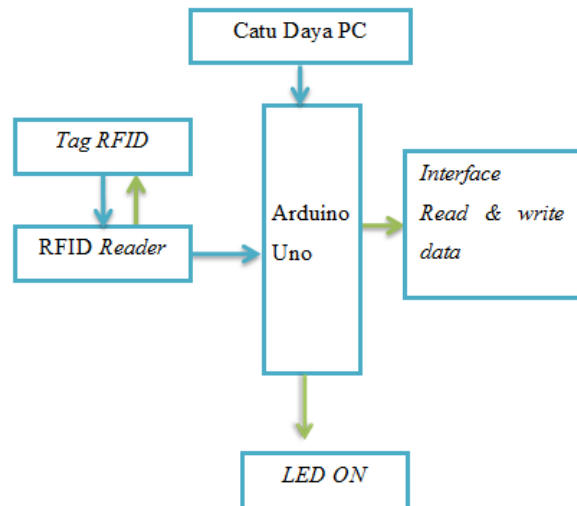 Catu Daya PC
Tag RFID
RFID Reader
Arduino
Uno
Interface
Read & write
data
LED ON